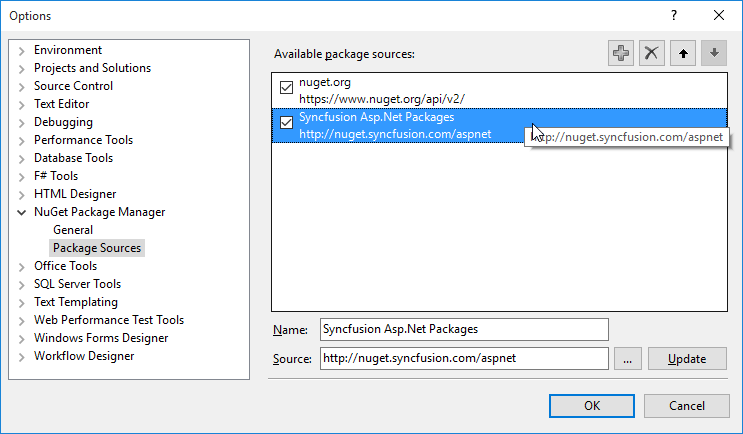 Options
Environment
Projects and Solutions
Source Control
Text Editor
Debugging
Performance Tools
Database Tools
F# Tools
HTML Designer
NuGet Package Manager
General
Package Sources
Office Tools
SQL Server Tools
Text Templating
Web Performance Test Tools
Windows Forms Designer
Workflow Designer
Available package sources:
nuget.org
https://www.nuget.org/api/v2/
Syncfusion Asp.Net Packages
http://nuget.syncfusion.com/aspnet
http://nuget.syncfusion.com/aspnet
Name: Syncfusion Asp.Net Packages
Source: http://nuget.syncfusion.com/aspnet ... Update
OK Cancel